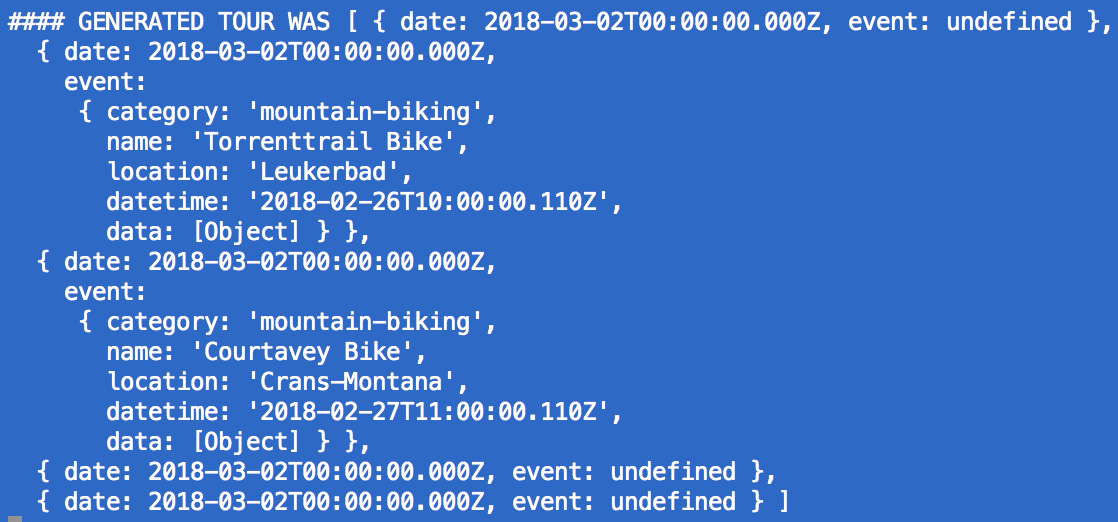 #### GENERATED TOUR WAS [ { date: 2018-03-02T00:00:00.000Z, event: undefined },
  { date: 2018-03-02T00:00:00.000Z,
    event:
     { category: 'mountain-biking',
       name: 'Torrenttrail Bike',
       location: 'Leukerbad',
       datetime: '2018-02-26T10:00:00.110Z',
       data: [Object] } },
  { date: 2018-03-02T00:00:00.000Z,
    event:
     { category: 'mountain-biking',
       name: 'Courtavey Bike',
       location: 'Crans-Montana',
       datetime: '2018-02-27T11:00:00.110Z',
       data: [Object] } },
  { date: 2018-03-02T00:00:00.000Z, event: undefined },
  { date: 2018-03-02T00:00:00.000Z, event: undefined } ]